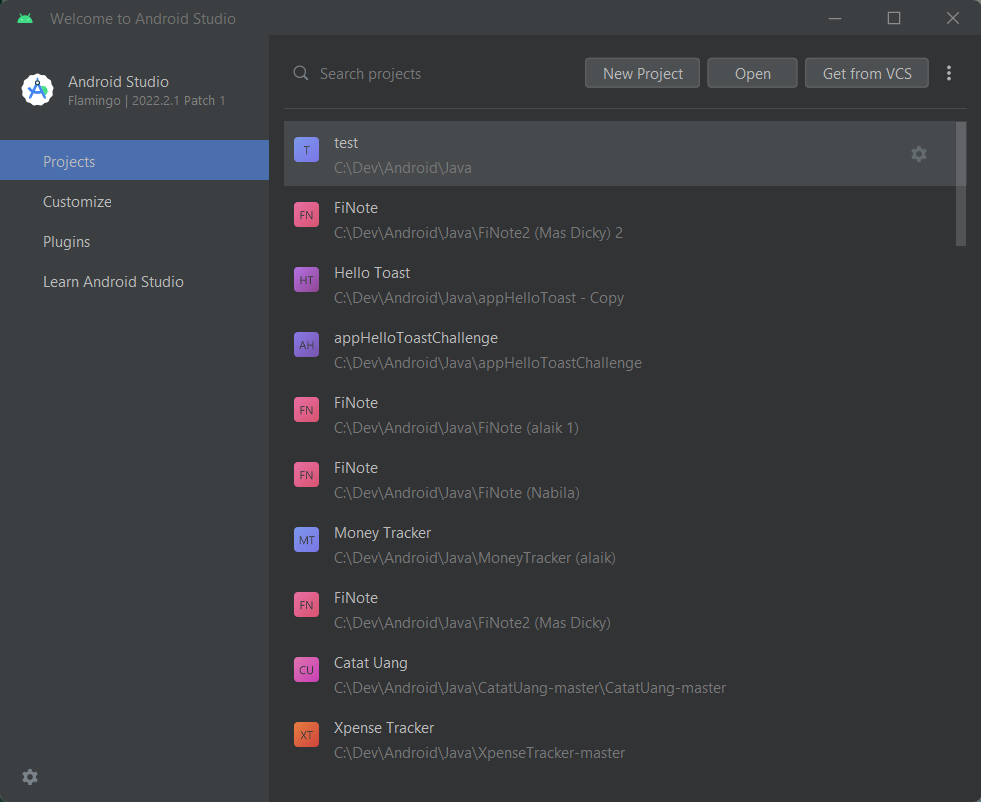 Welcome to Android Studio
Android Studio
Flamingo | 2022.2.1 Patch 1
Projects
Customize
Plugins
Learn Android Studio
Search projects
New Project
Open
Get from VCS
T
test
C:\Dev\Android\Java
FN
FiNote
C:\Dev\Android\Java\FiNote2 (Mas Dicky) 2
HT
Hello Toast
C:\Dev\Android\Java\appHelloToast - Copy
AH
appHelloToastChallenge
C:\Dev\Android\Java\appHelloToastChallenge
FN
FiNote
C:\Dev\Android\Java\FiNote (alaik 1)
FN
FiNote
C:\Dev\Android\Java\FiNote (Nabila)
MT
Money Tracker
C:\Dev\Android\Java\MoneyTracker (alaik)
FN
FiNote
C:\Dev\Android\Java\FiNote2 (Mas Dicky)
CU
Catat Uang
C:\Dev\Android\Java\CatatUang-master\CatatUang-master
XT
Xpense Tracker
C:\Dev\Android\Java\XpenseTracker-master